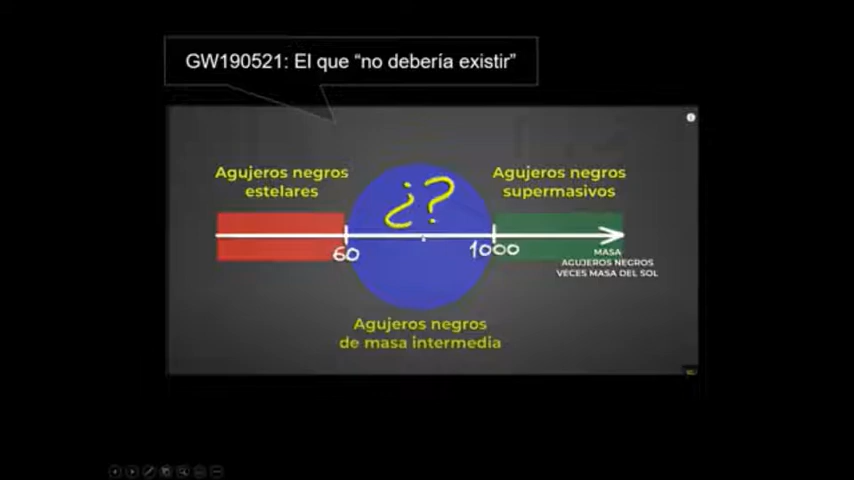 GW190521: El que “no debería existir”
Agujeros negros
estelares
¿?
Agujeros negros
supermasivos
60
1000
MASA
AGUJEROS NEGROS
VECES MASA DEL SOL
Agujeros negros
de masa intermedia